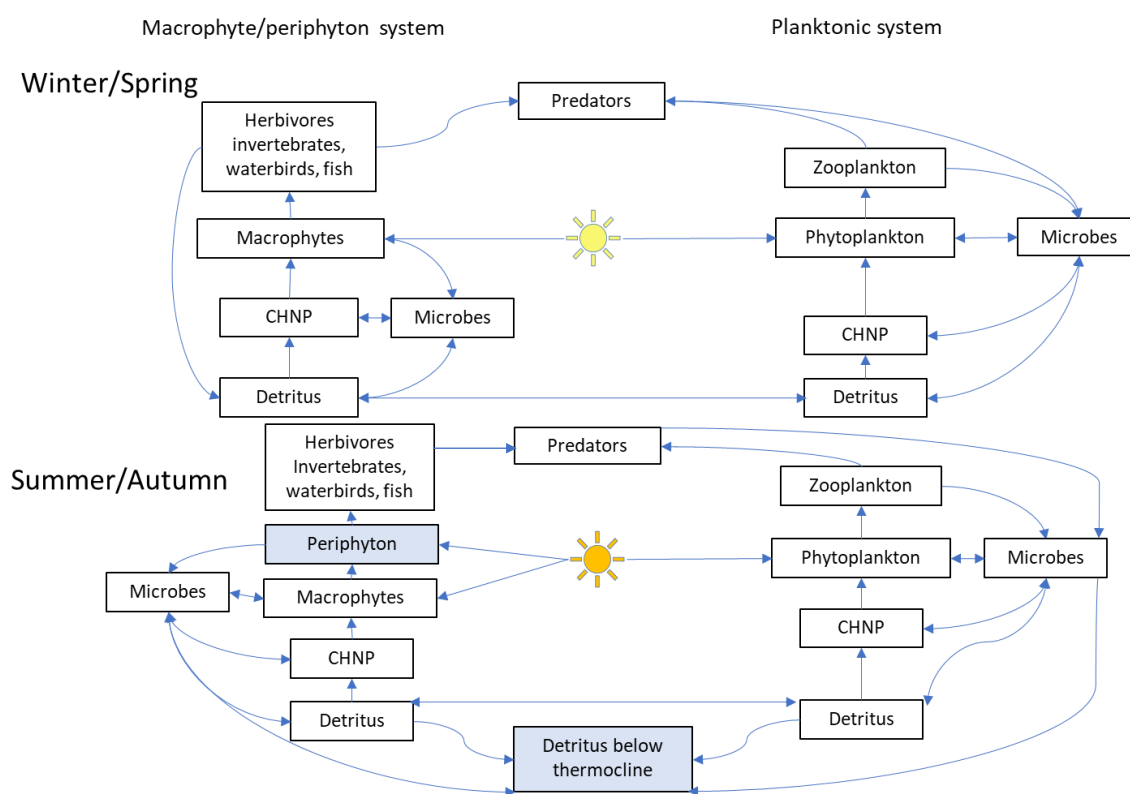 Macrophyte/periphyton system
Planktonic system
Winter/Spring
Predators
Herbivores
invertebrates,
waterbirds, fish
Zooplankton
Macrophytes
Phytoplankton
Microbes
CHNP
Microbes
CHNP
Detritus
Detritus
Summer/Autumn
Herbivores
Invertebrates,
waterbirds, fish
Predators
Zooplankton
Periphyton
Phytoplankton
Microbes
Microbes
Macrophytes
CHNP
CHNP
Detritus
Detritus
Detritus below
thermocline